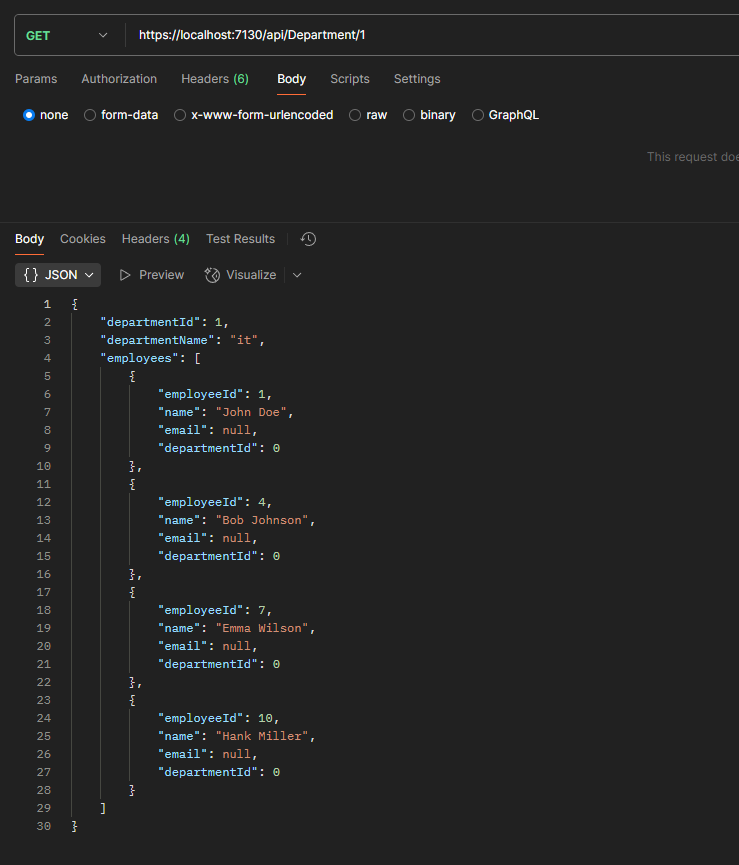 GET https://localhost:7130/api/Department/1
Params Authorization Headers (6) Body Scripts Settings
none form-data x-www-form-urlencoded raw binary GraphQL
This request doe
Body Cookies Headers (4) Test Results
{ } JSON Preview Visualize
1 {
2 "departmentId": 1,
3 "departmentName": "it",
4 "employees": [
5 {
6 "employeeId": 1,
7 "name": "John Doe",
8 "email": null,
9 "departmentId": 0
10 },
11 {
12 "employeeId": 4,
13 "name": "Bob Johnson",
14 "email": null,
15 "departmentId": 0
16 },
17 {
18 "employeeId": 7,
19 "name": "Emma Wilson",
20 "email": null,
21 "departmentId": 0
22 },
23 {
24 "employeeId": 10,
25 "name": "Hank Miller",
26 "email": null,
27 "departmentId": 0
28 }
29 ]
30 }